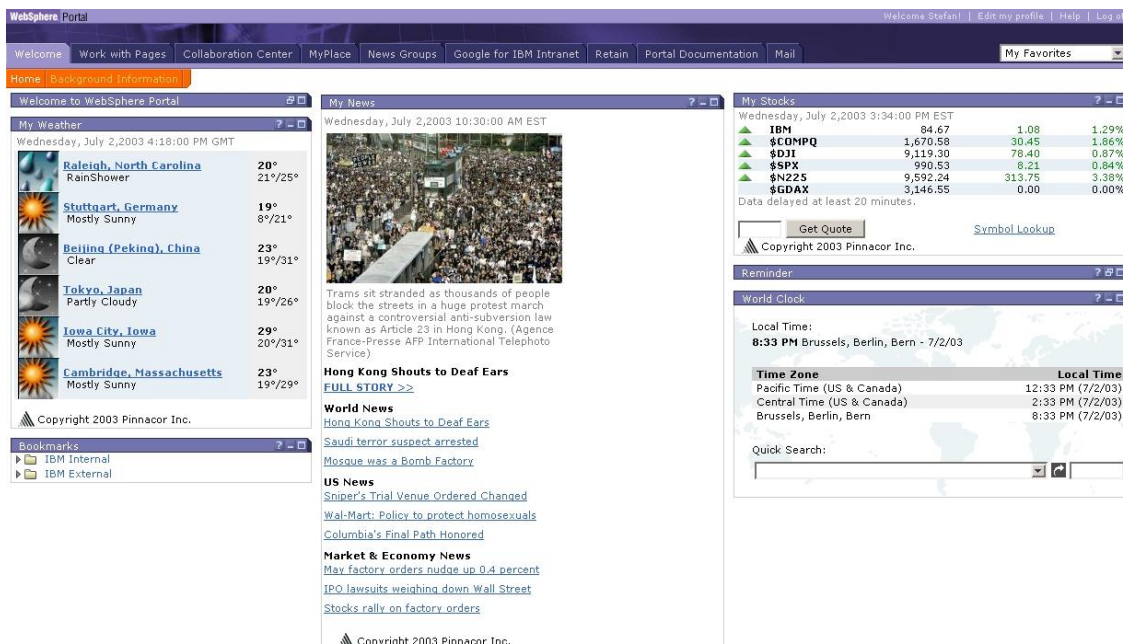 WebSphere Portal
Welcome Stefan! | Edit my profile | Help | Log of
Welcome Work with Pages Collaboration Center MyPlace News Groups Google for IBM Intranet Retain Portal Documentation Mail My Favorites
Home Background Information
Welcome to WebSphere Portal
My Weather
Wednesday, July 2,2003 4:18:00 PM GMT
Raleigh, North Carolina 20°
RainShower 21°/25°
Stuttgart, Germany 19°
Mostly Sunny 8°/21°
Beijing (Peking), China 23°
Clear 19°/31°
Tokyo, Japan 20°
Partly Cloudy 19°/26°
Iowa City, Iowa 29°
Mostly Sunny 20°/31°
Cambridge, Massachusetts 23°
Mostly Sunny 19°/29°
Copyright 2003 Pinnacor Inc.
Bookmarks
IBM Internal
IBM External
My News
Wednesday, July 2,2003 10:30:00 AM EST
Trams sit stranded as thousands of people
block the streets in a huge protest march
against a controversial anti-subversion law
known as Article 23 in Hong Kong. (Agence
France-Presse AFP International Telephoto
Service)
Hong Kong Shouts to Deaf Ears
FULL STORY >>
World News
Hong Kong Shouts to Deaf Ears
Saudi terror suspect arrested
Mosque was a Bomb Factory
US News
Sniper's Trial Venue Ordered Changed
Wal-Mart: Policy to protect homosexuals
Columbia's Final Path Honored
Market & Economy News
May factory orders nudge up 0.4 percent
IPO lawsuits weighing down Wall Street
Stocks rally on factory orders
Copyright 2003 Pinnacor Inc.
My Stocks
Wednesday, July 2,2003 3:34:00 PM EST
IBM 84.67 1.08 1.29%
$COMPQ 1,670.58 30.45 1.86%
$DJI 9,119.30 78.40 0.87%
$SPX 990.53 8.21 0.84%
$N225 9,592.24 313.75 3.38%
$GDAX 3,146.55 0.00 0.00%
Data delayed at least 20 minutes.
Get Quote Symbol Lookup
Copyright 2003 Pinnacor Inc.
Reminder
World Clock
Local Time:
8:33 PM Brussels, Berlin, Bern - 7/2/03
Time Zone Local Time
Pacific Time (US & Canada) 12:33 PM (7/2/03)
Central Time (US & Canada) 2:33 PM (7/2/03)
Brussels, Berlin, Bern 8:33 PM (7/2/03)
Quick Search: